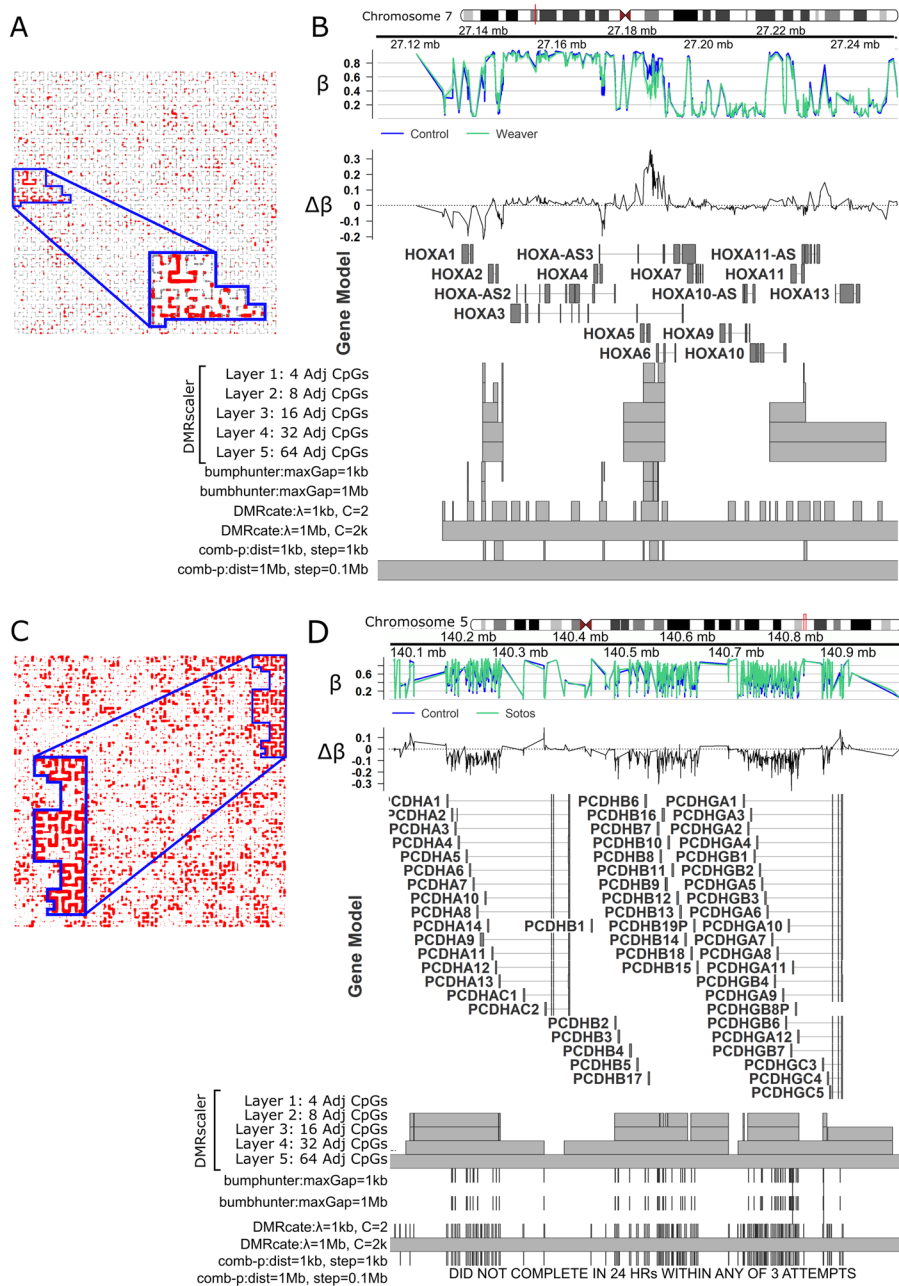 A
B
Chromosome 7
27.14 mb 27.18 mb 27.22 mb
27.12 mb 27.16 mb 27.20 mb 27.24 mb
β
0.8
0.6
0.4
0.2
Control Weaver
Δβ
0.3
0.2
0.1
0
-0.1
-0.2
Gene Model
HOXA1 HOXA-AS3 HOXA11-AS
HOXA2 HOXA4 HOXA7 HOXA11
HOXA-AS2 HOXA10-AS HOXA13
HOXA3
HOXA5 HOXA9
HOXA6 HOXA10
DMRscaler
Layer 1: 4 Adj CpGs
Layer 2: 8 Adj CpGs
Layer 3: 16 Adj CpGs
Layer 4: 32 Adj CpGs
Layer 5: 64 Adj CpGs
bumphunter:maxGap=1kb
bumbhunter:maxGap=1Mb
DMRcate:λ=1kb, C=2
DMRcate:λ=1Mb, C=2k
comb-p:dist=1kb, step=1kb
comb-p:dist=1Mb, step=0.1Mb
C
D
Chromosome 5
140.2 mb 140.4 mb 140.6 mb 140.8 mb
140.1 mb 140.3 mb 140.5 mb 140.7 mb 140.9 mb
β
0.6
0.4
0.2
Control Sotos
Δβ
0.1
0
-0.1
-0.2
-0.3
Gene Model
PCDHA1 PCDHB6 PCDHGA1
PCDHA2 PCDHB16 PCDHGA3
PCDHA3 PCDHB7 PCDHGA2
PCDHA4 PCDHB10 PCDHGA4
PCDHA5 PCDHB8 PCDHGB1
PCDHA6 PCDHB11 PCDHGB2
PCDHA7 PCDHB9 PCDHGA5
PCDHA10 PCDHB12 PCDHGB3
PCDHA8 PCDHB13 PCDHGA6
PCDHA14 PCDHB1 PCDHB19P PCDHGA10
PCDHA9 PCDHB14 PCDHGA7
PCDHA11 PCDHB18 PCDHGA8
PCDHA12 PCDHB15 PCDHGA11
PCDHA13 PCDHGB4
PCDHAC1 PCDHGA9
PCDHAC2 PCDHGB8P
PCDHB2 PCDHGB6
PCDHB3 PCDHGA12
PCDHB4 PCDHGB7
PCDHB5 PCDHGC3
PCDHB17 PCDHGC4
PCDHGC5
DMRscaler
Layer 1: 4 Adj CpGs
Layer 2: 8 Adj CpGs
Layer 3: 16 Adj CpGs
Layer 4: 32 Adj CpGs
Layer 5: 64 Adj CpGs
bumphunter:maxGap=1kb
bumbhunter:maxGap=1Mb
DMRcate:λ=1kb, C=2
DMRcate:λ=1Mb, C=2k
comb-p:dist=1kb, step=1kb
comb-p:dist=1Mb, step=0.1Mb DID NOT COMPLETE IN 24 HRs WITHIN ANY OF 3 ATTEMPTS